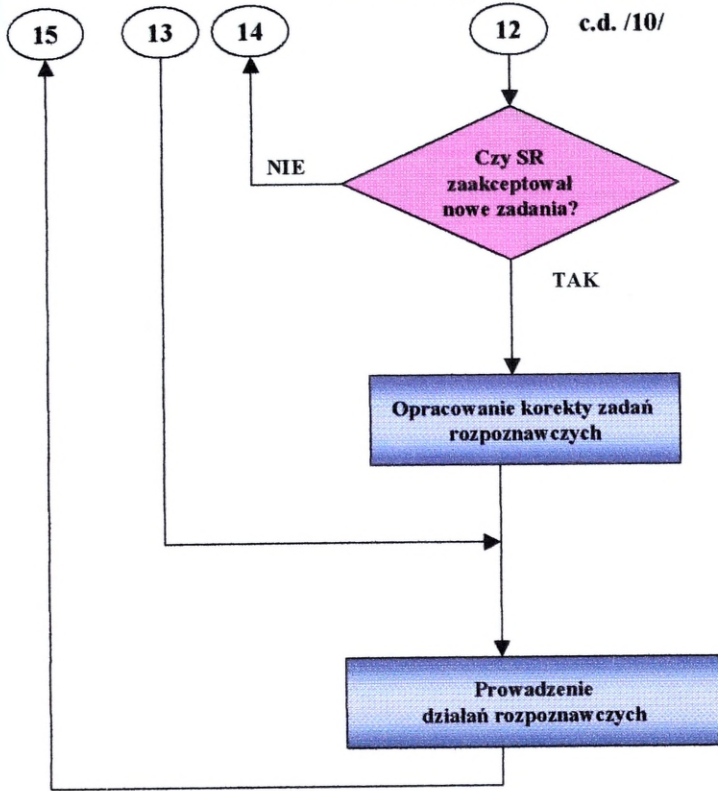 15
13
14
12
c.d. /10/
NIE
Czy SR
zaakceptował
nowe zadania?
TAK
Opracowanie korekty zadań
rozpoznawczych
Prowadzenie
działań rozpoznawczych